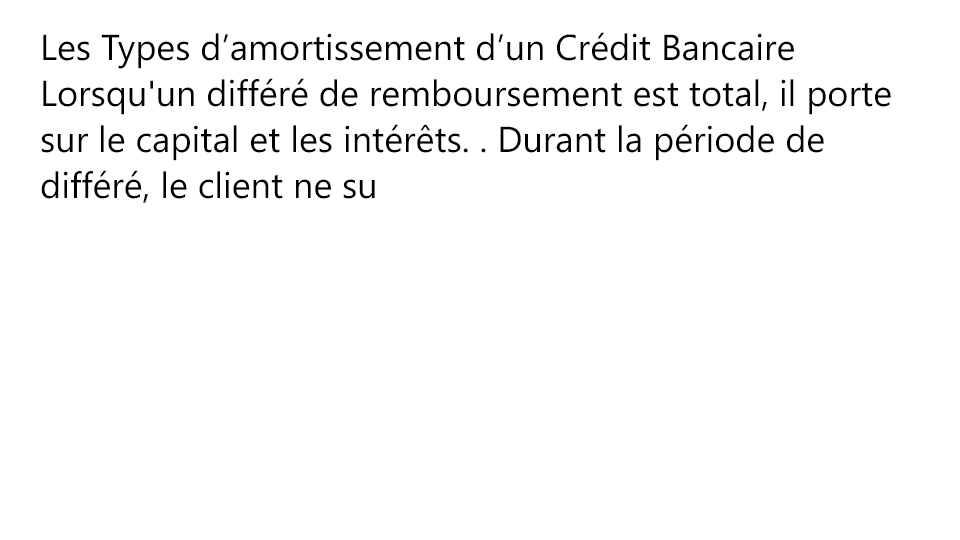 Les Types d’amortissement d’un Crédit Bancaire
Lorsqu'un différé de remboursement est total, il porte
sur le capital et les intérêts. . Durant la période de
différé, le client ne su